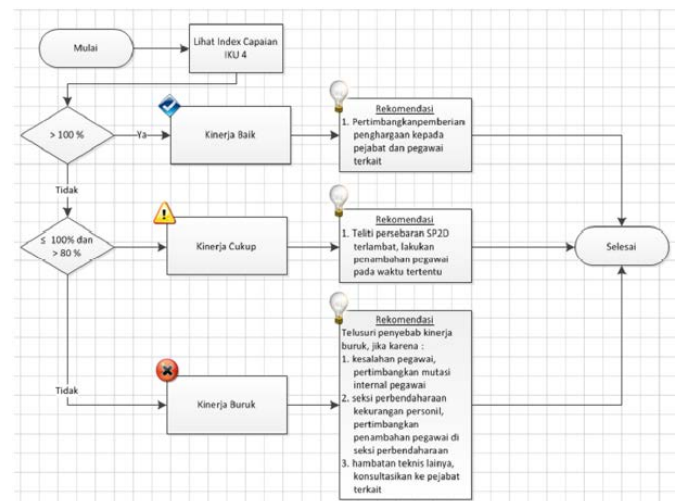 Mulai
Lihat Index Capaian
IKU 4
> 100 %
Ya
Kinerja Baik
Rekomendasi
1. Pertimbangkanpemberian
penghargaan kepada
pejabat dan pegawai
terkait
Tidak
≤ 100% dan
> 80 %
Kinerja Cukup
Rekomendasi
1. Teliti persebaran SP2D
terlambat, lakukan
penambahan pegawai
pada waktu tertentu
Selesai
Tidak
Kinerja Buruk
Rekomendasi
Telusuri penyebab kinerja
buruk, jika karena :
1. kesalahan pegawai,
pertimbangkan mutasi
internal pegawai
2. seksi perbendaharaan
kekurangan personil,
pertimbangkan
penambahan pegawai di
seksi perbendaharaan
3. hambatan teknis lainya,
konsultasikan ke pejabat
terkait